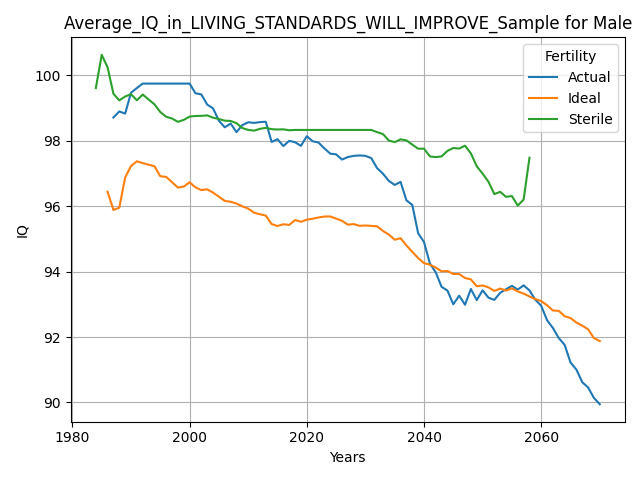 Average_IQ_in_LIVING_STANDARDS_WILL_IMPROVE_Sample for Male
Fertility
Actual
Ideal
Sterile
100
98
96
94
92
90
IQ
1980
2000
2020
2040
2060
Years